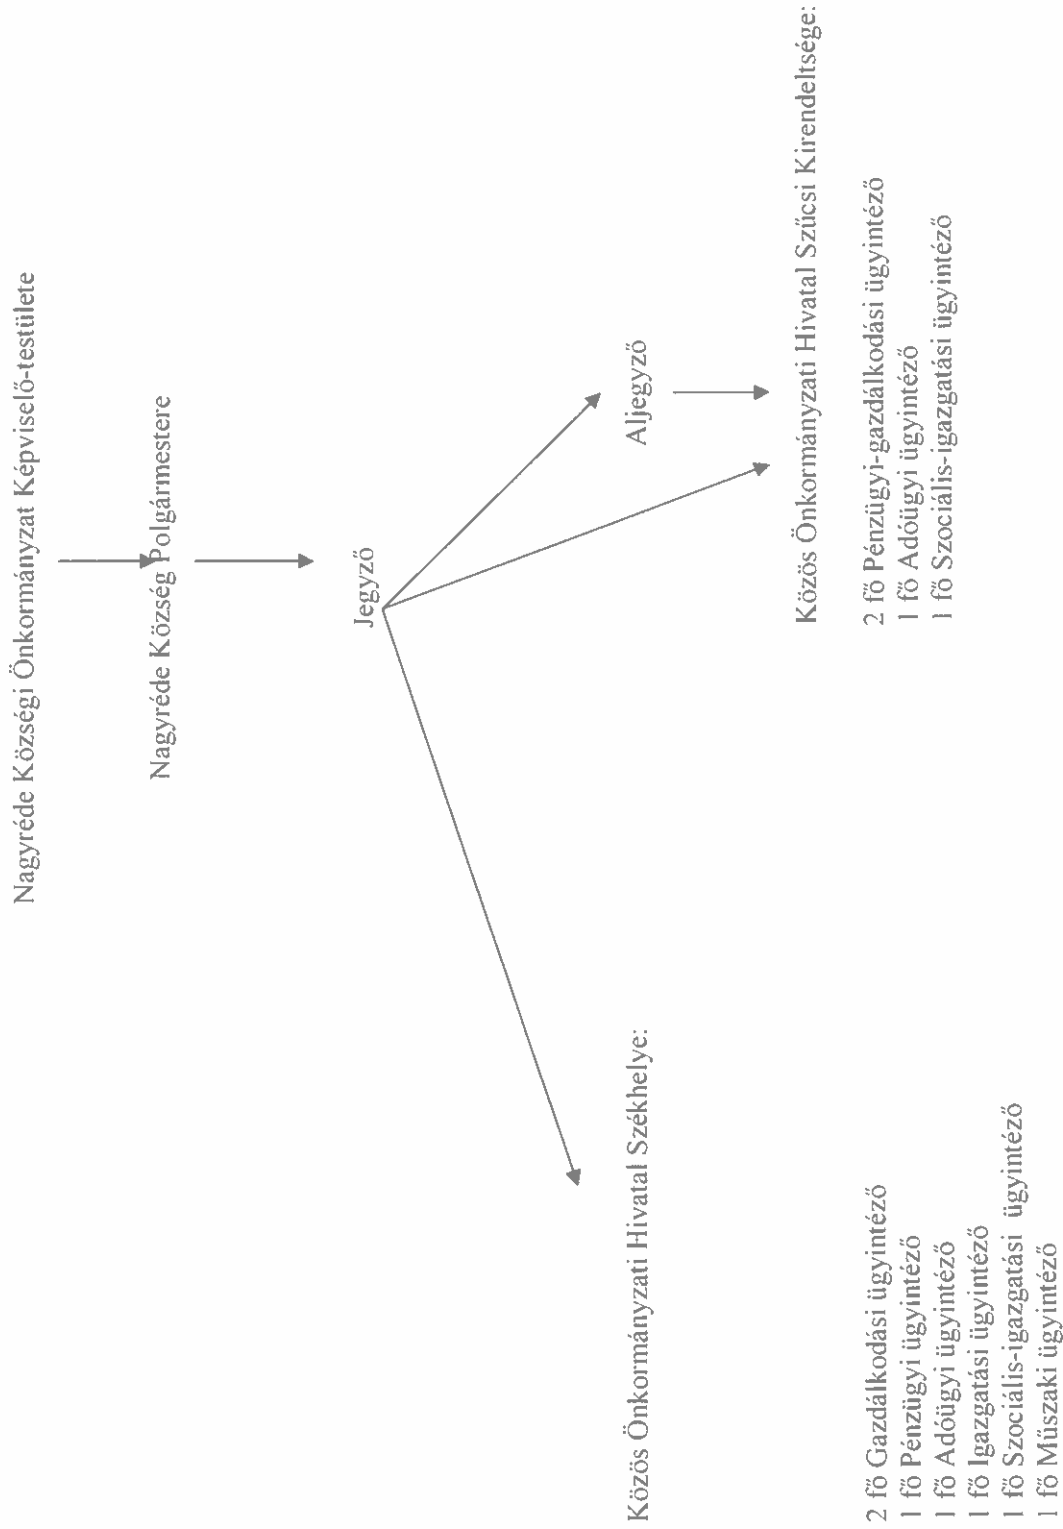 Nagyréde Községi Önkormányzat Képviselő-testülete
Nagyréde Község Polgármestere
Jegyző
Aljegyző
Közös Önkormányzati Hivatal Székhelye:
2 fő Gazdálkodási ügyintéző
1 fő Pénzügyi ügyintéző
1 fő Adóügyi ügyintéző
1 fő Igazgatási ügyintéző
1 fő Szociális-igazgatási ügyintéző
1 fő Műszaki ügyintéző
Közös Önkormányzati Hivatal Szűcsi Kirendeltsége:
2 fő Pénzügyi-gazdálkodási ügyintéző
1 fő Adóügyi ügyintéző
1 fő Szociális-igazgatási ügyintéző